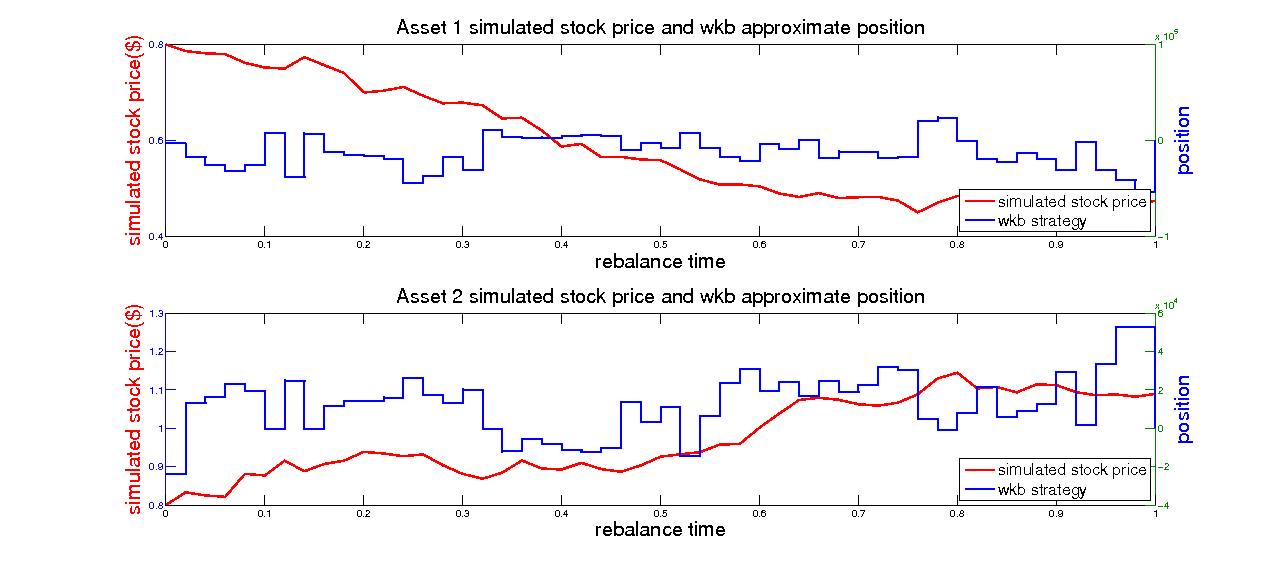 Asset 1 simulated stock price and wkb approximate position
x 10^5
0.8
0.6
0.4
1
0
-1
simulated stock price($)
position
simulated stock price
wkb strategy
0 0.1 0.2 0.3 0.4 0.5 0.6 0.7 0.8 0.9 1
rebalance time
Asset 2 simulated stock price and wkb approximate position
x 10^4
1.3
1.2
1.1
1
0.9
0.8
6
4
2
0
-2
-4
simulated stock price($)
position
simulated stock price
wkb strategy
0 0.1 0.2 0.3 0.4 0.5 0.6 0.7 0.8 0.9 1
rebalance time